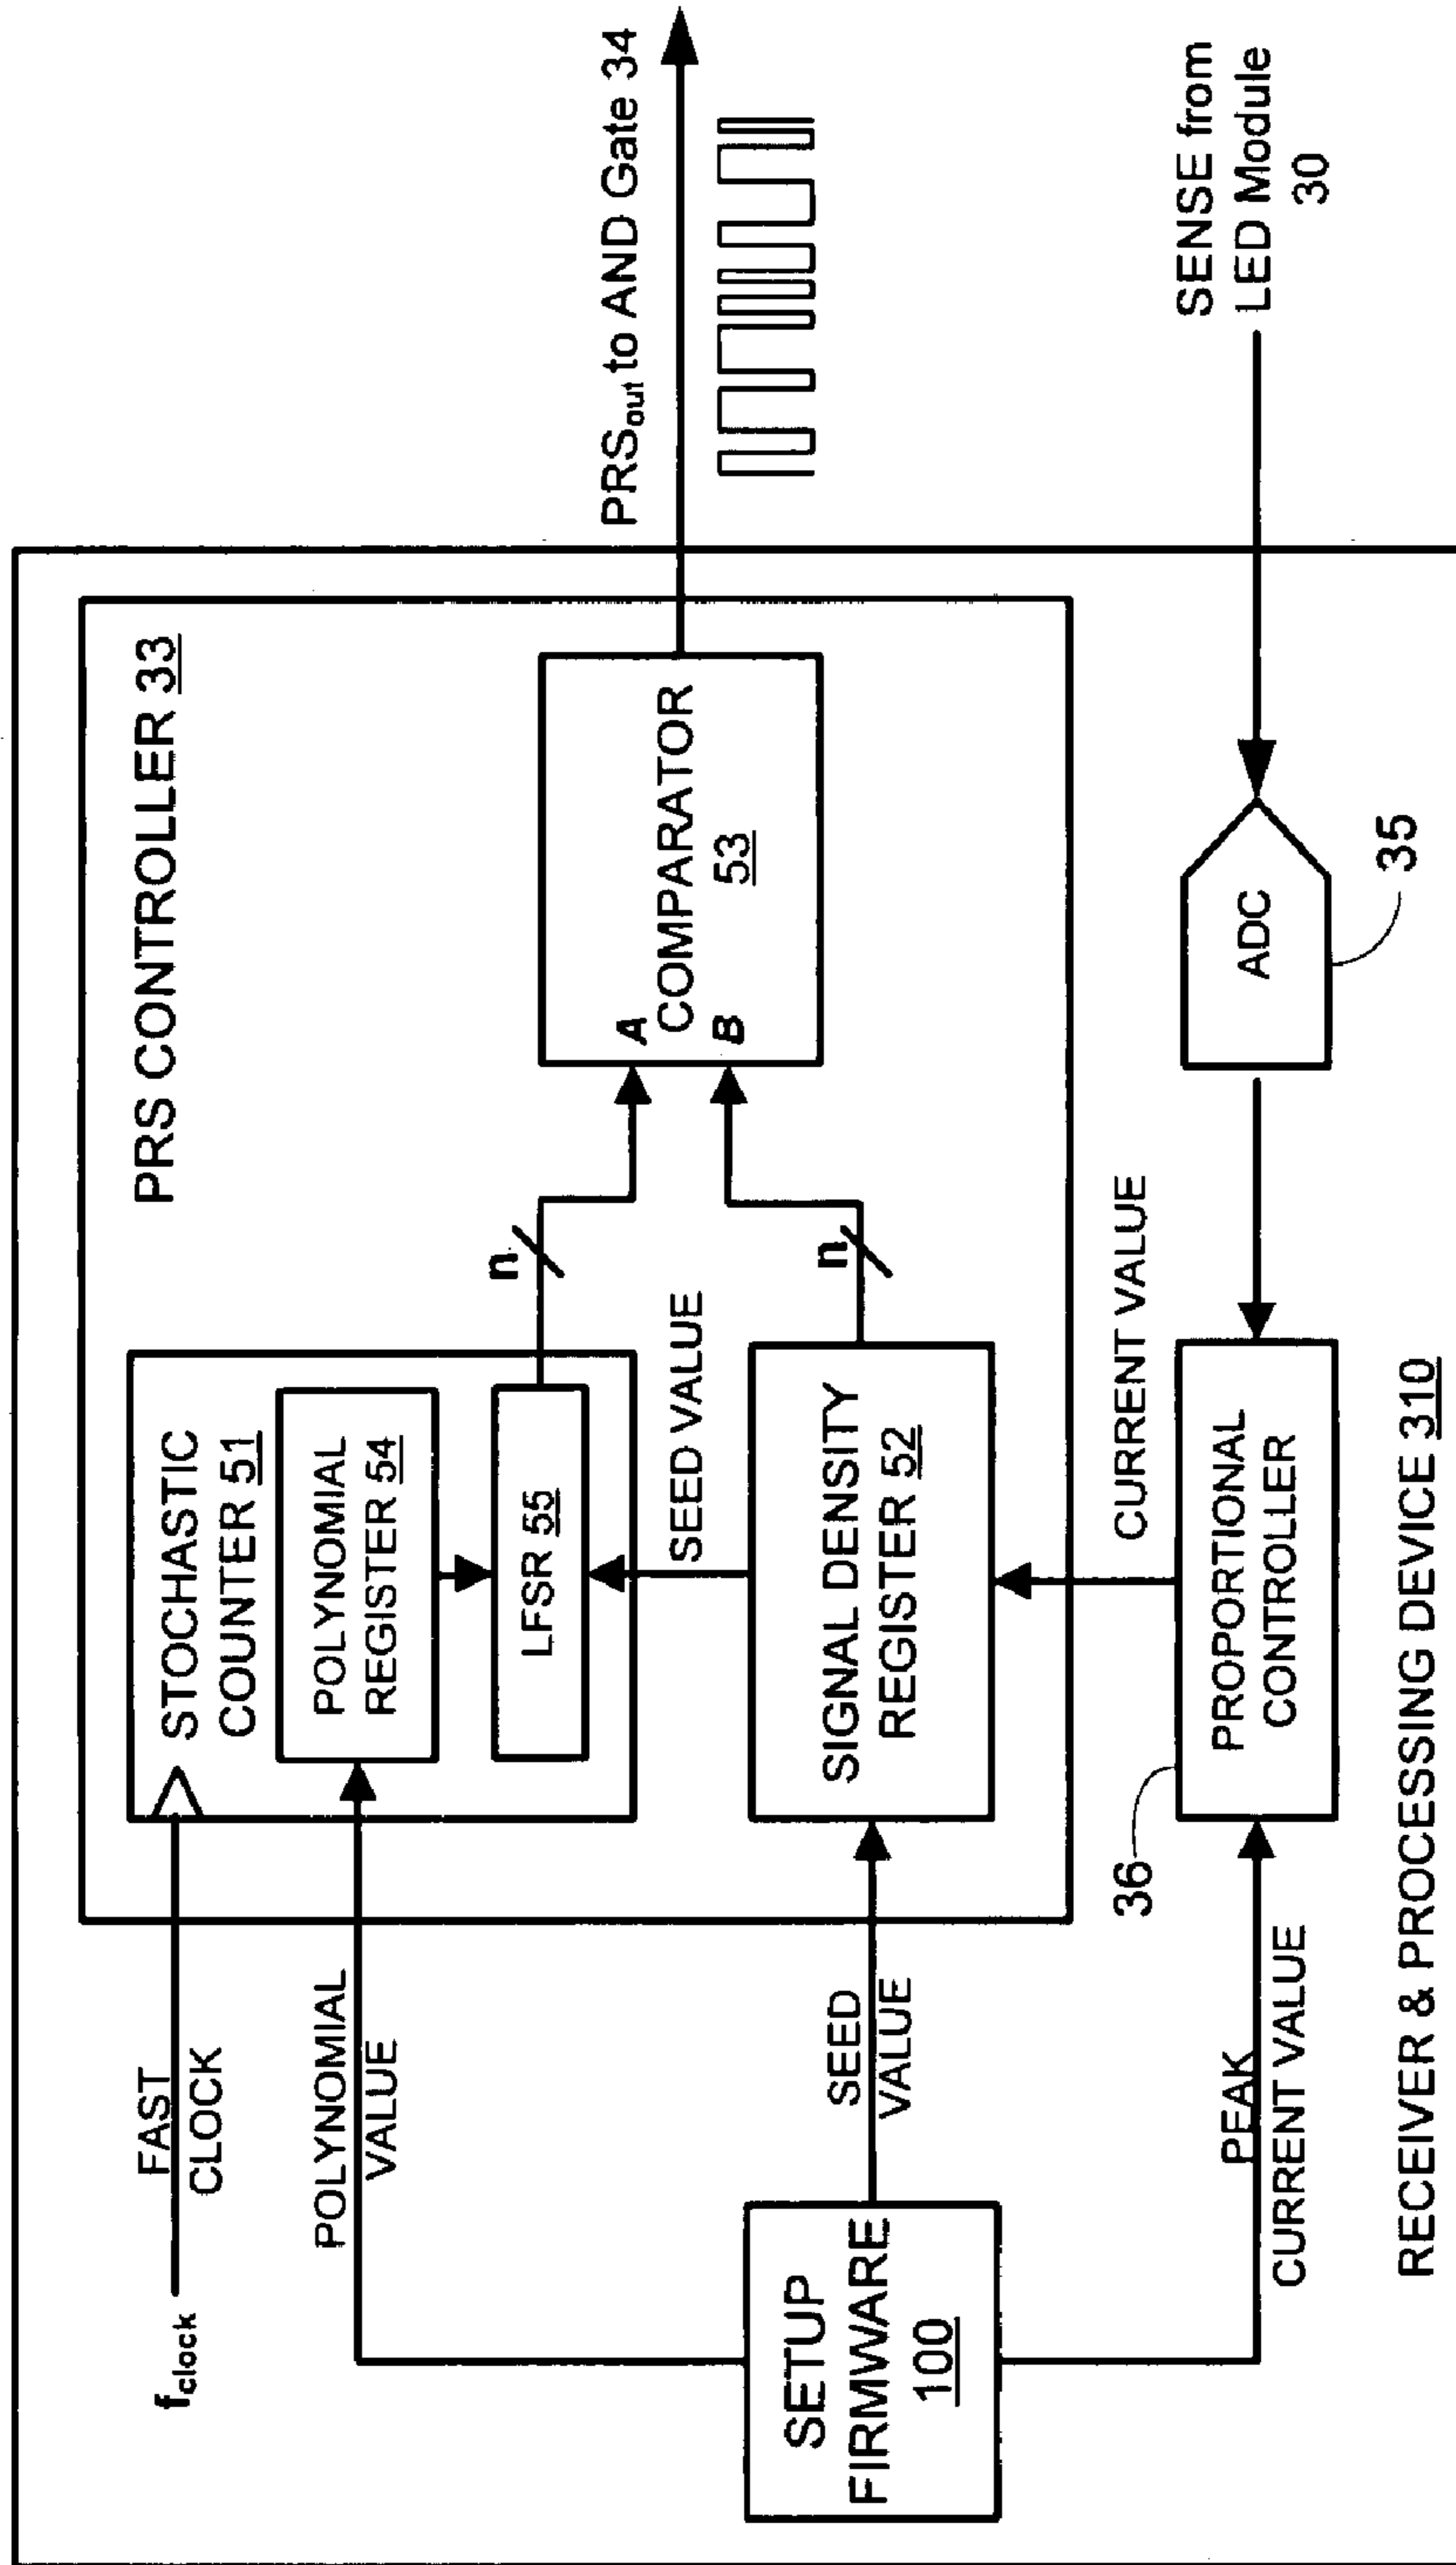 f_clock
FAST
CLOCK
POLYNOMIAL
VALUE
SETUP
FIRMWARE
100
SEED
VALUE
PEAK
CURRENT VALUE
PRS CONTROLLER 33
STOCHASTIC
COUNTER 51
POLYNOMIAL
REGISTER 54
LFSR 55
SEED VALUE
SIGNAL DENSITY
REGISTER 52
n
n
A
COMPARATOR
B
53
PRSout to AND Gate 34
36
PROPORTIONAL
CONTROLLER
CURRENT VALUE
ADC
35
SENSE from
LED Module
30
RECEIVER & PROCESSING DEVICE 310